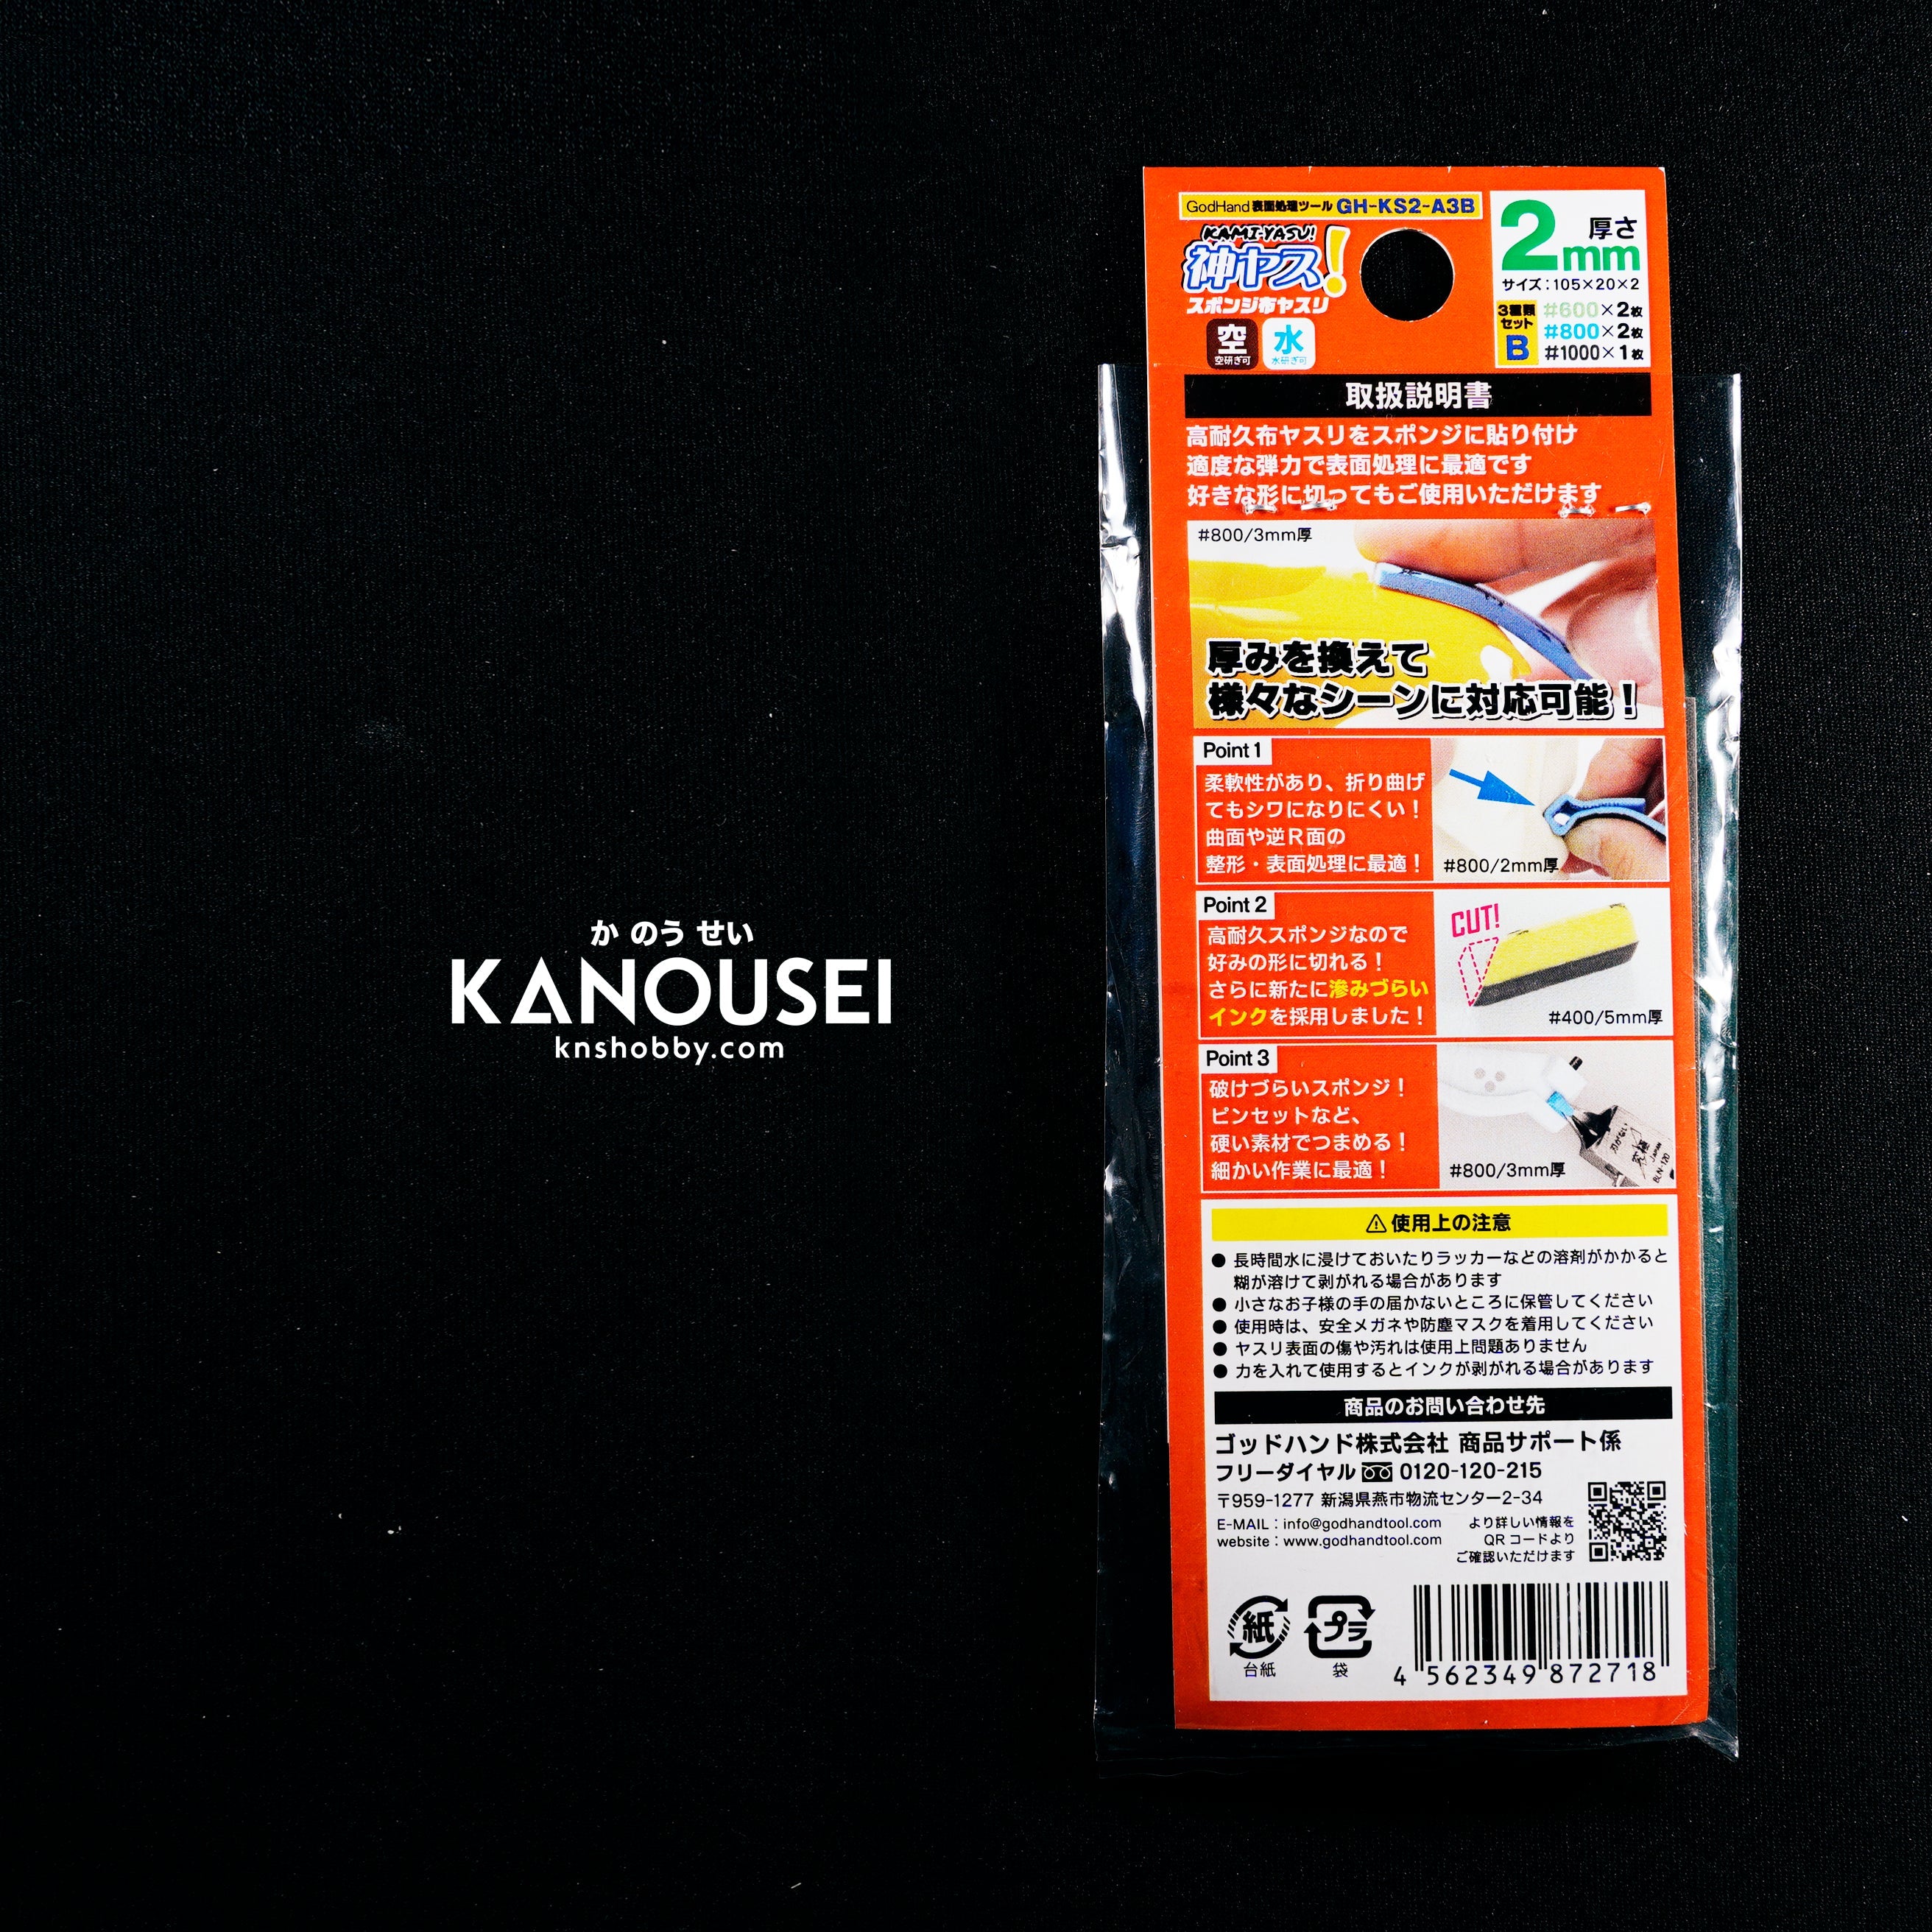 か のう せい
KANOUSEI
knshobby.com
GodHand 表面処理ツール GH-KS2-A3B
KAMI-YASU!
神ヤス!
スポンジ布ヤスリ
空
空研ぎ可
水
水研ぎ可
2mm
厚さ
サイズ:105×20×2
3種類
セット
B
#600×2枚
#800×2枚
#1000×1枚
取扱説明書
高耐久布ヤスリをスポンジに貼り付け
適度な弾力で表面処理に最適です
好きな形に切ってもご使用いただけます
#800/3mm厚
厚みを換えて
様々なシーンに対応可能!
Point 1
柔軟性があり、折り曲げ
てもシワになりにくい!
曲面や逆R面の
整形・表面処理に最適!
#800/2mm厚
Point 2
高耐久スポンジなので
好みの形に切れる!
さらに新たに滲みづらい
インクを採用しました!
CUT!
#400/5mm厚
Point 3
破けづらいスポンジ!
ピンセットなど、
硬い素材でつまめる!
細かい作業に最適!
#800/3mm厚
Japan
BLN-120
⚠使用上の注意
● 長時間水に浸けておいたりラッカーなどの溶剤がかかると
糊が溶けて剥がれる場合があります
● 小さなお子様の手の届かないところに保管してください
● 使用時は、安全メガネや防塵マスクを着用してください
● ヤスリ表面の傷や汚れは使用上問題ありません
● 力を入れて使用するとインクが剥がれる場合があります
商品のお問い合わせ先
ゴッドハンド株式会社 商品サポート係
フリーダイヤル 0120-120-215
〒959-1277 新潟県燕市物流センター2-34
E-MAIL:info@godhandtool.com
website:www.godhandtool.com
より詳しい情報を
QRコードより
ご確認いただけます
紙
台紙
プラ
袋
4 562349 872718